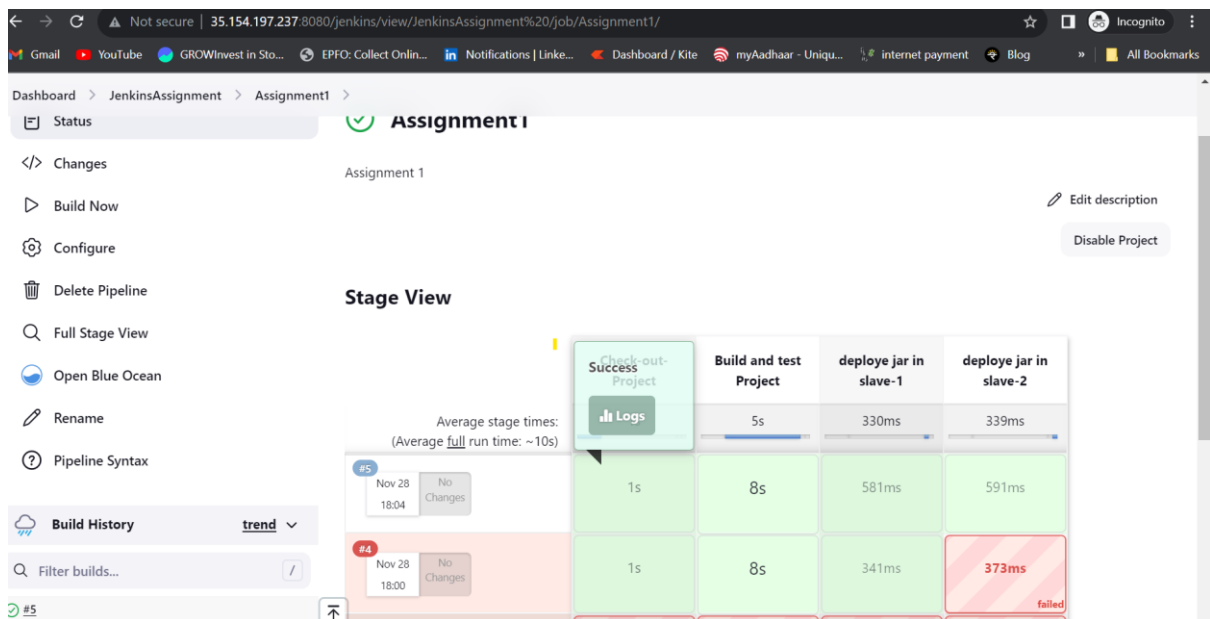 Not secure | 35.154.197.237:8080/jenkins/view/JenkinsAssignment%20/job/Assignment1/
Incognito
Gmail YouTube GROWInvest in Sto... EPFO: Collect Onlin... Notifications | Linke... Dashboard / Kite myAadhaar - Uniqu... internet payment Blog » All Bookmarks
Dashboard > JenkinsAssignment > Assignment1 >
Status
Changes
Build Now
Configure
Delete Pipeline
Full Stage View
Open Blue Ocean
Rename
Pipeline Syntax
Build History trend
Filter builds... /
#5
Assignment1
Assignment 1
Edit description
Disable Project
Stage View
Success
Logs
Check-out-
Project
Build and test
Project
deploye jar in
slave-1
deploye jar in
slave-2
Average stage times:
(Average full run time: ~10s)
5s 330ms 339ms
#5
Nov 28
18:04
No
Changes
1s 8s 581ms 591ms
#4
Nov 28
18:00
No
Changes
1s 8s 341ms 373ms
failed